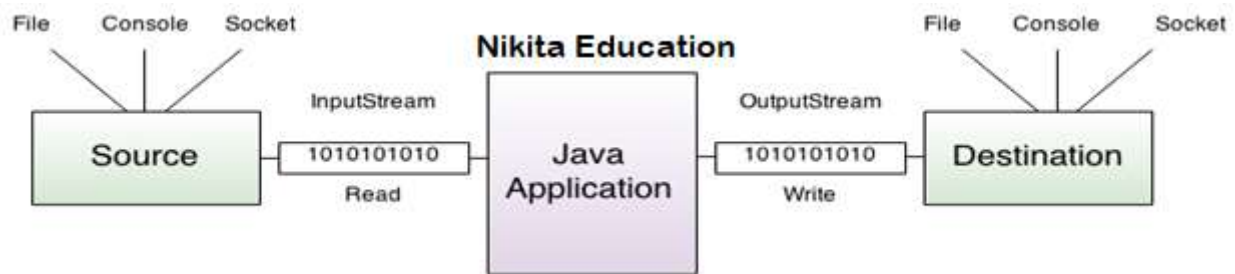 File Console Socket
File Console Socket
Nikita Education
InputStream
OutputStream
Source
1010101010
Java
Application
1010101010
Destination
Read
Write